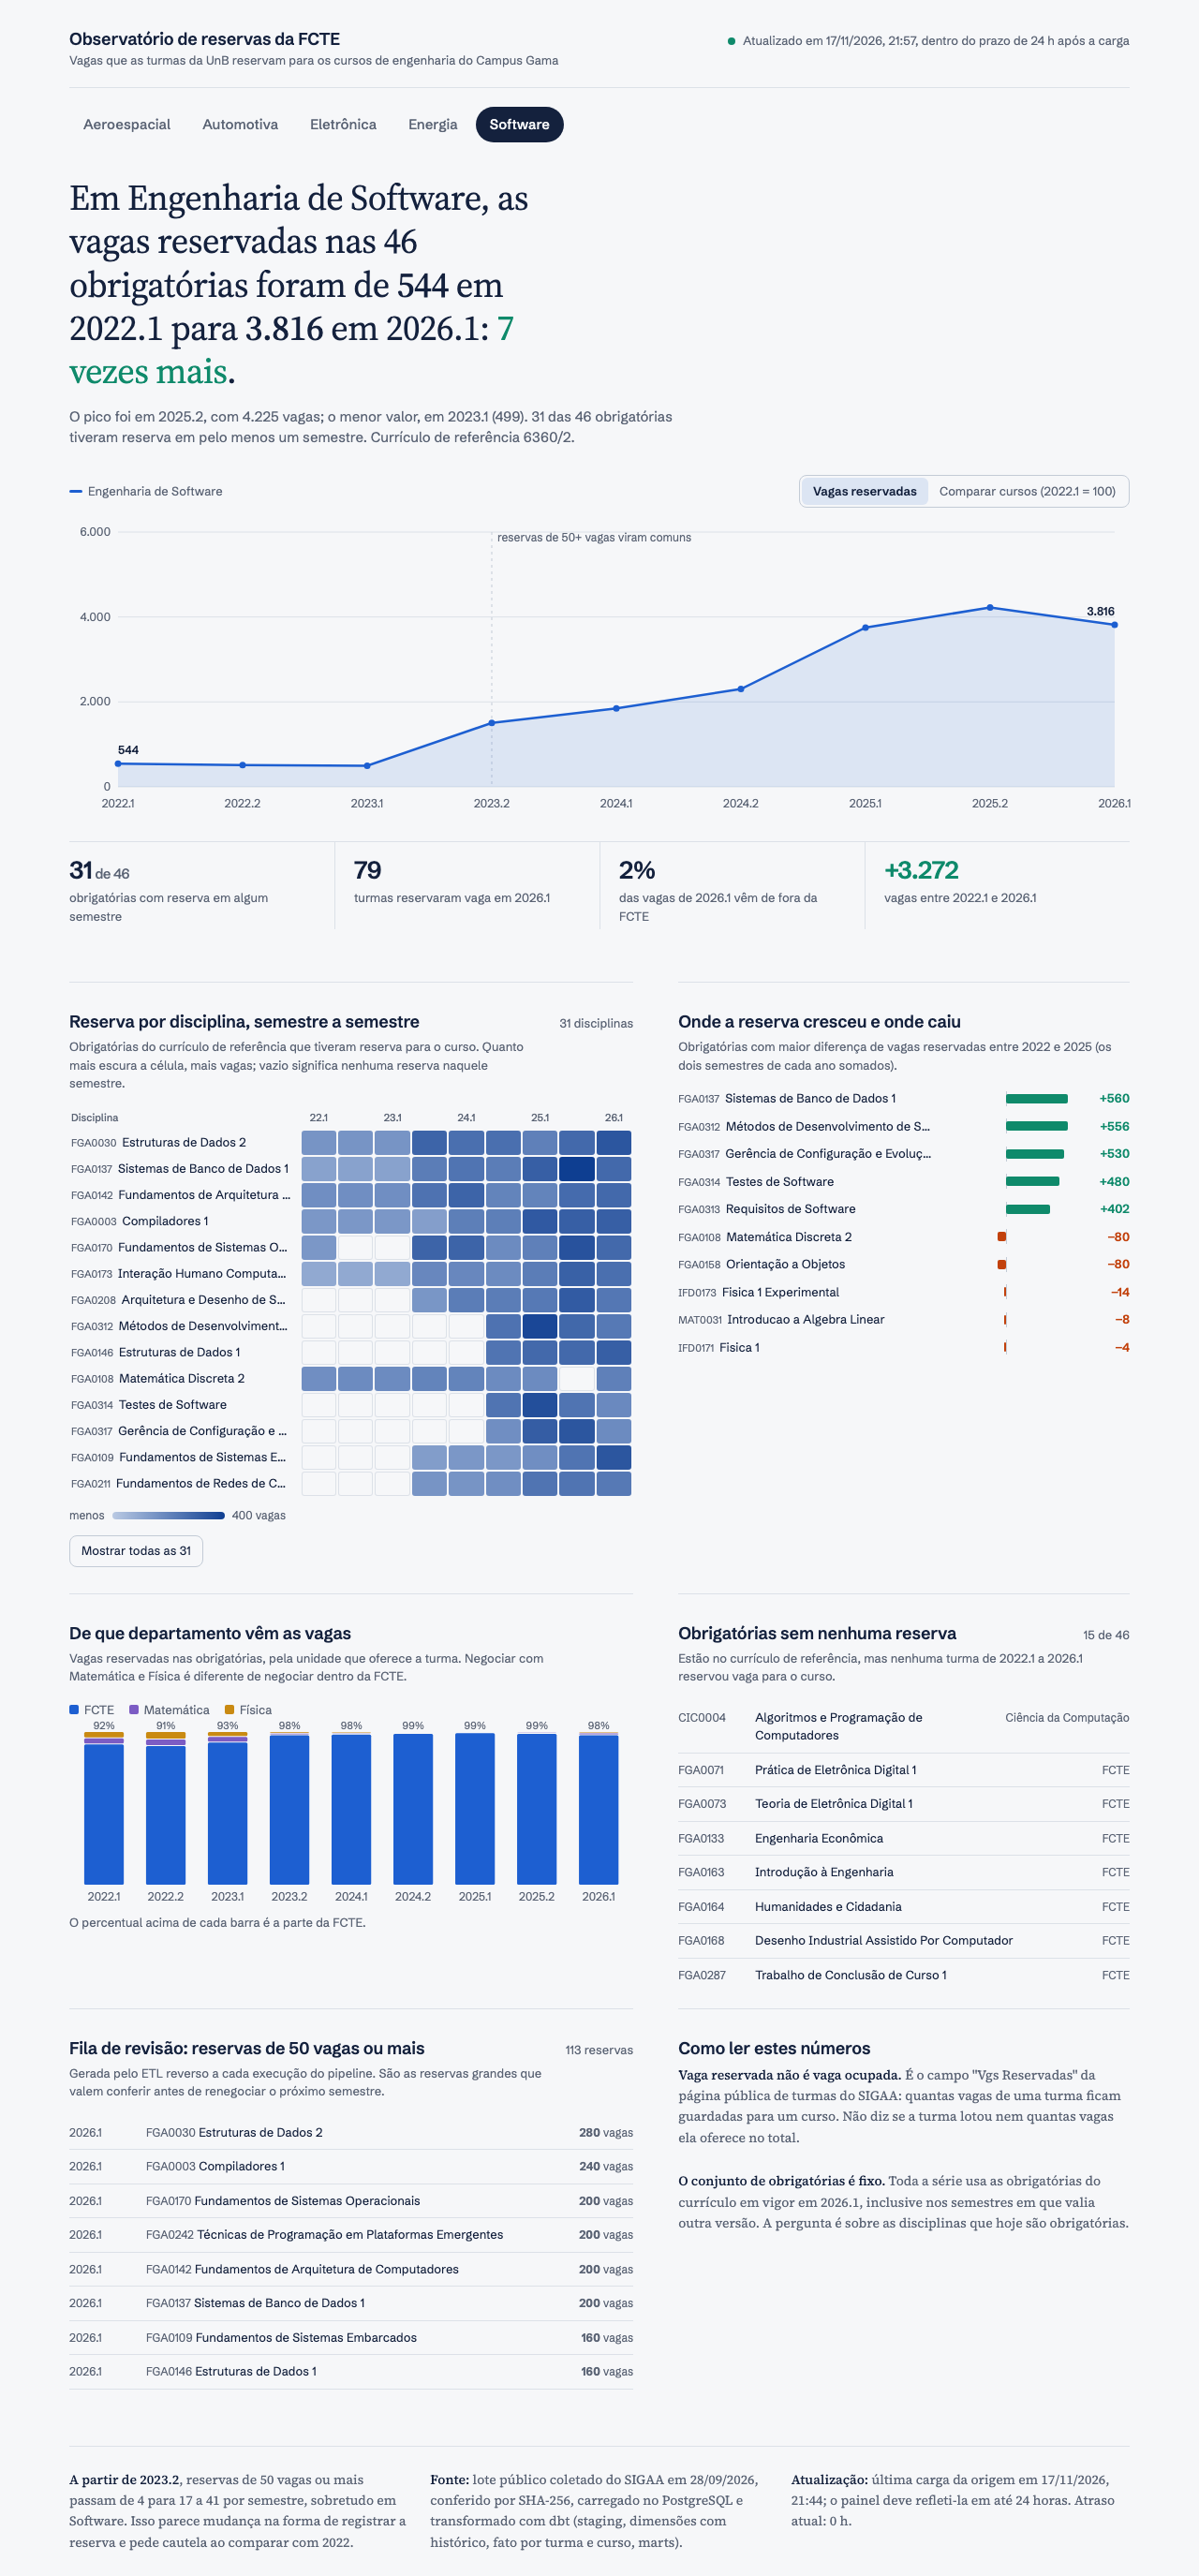 Observatório de reservas da FCTE
Vagas que as turmas da UnB reservam para os cursos de engenharia do Campus Gama
Atualizado em 17/11/2026, 21:57, dentro do prazo de 24 h após a carga
Aeroespacial Automotiva Eletrônica Energia Software
Em Engenharia de Software, as
vagas reservadas nas 46
obrigatórias foram de 544 em
2022.1 para 3.816 em 2026.1: 7
vezes mais.
O pico foi em 2025.2, com 4.225 vagas; o menor valor, em 2023.1 (499). 31 das 46 obrigatórias
tiveram reserva em pelo menos um semestre. Currículo de referência 6360/2.
Engenharia de Software
Vagas reservadas Comparar cursos (2022.1 = 100)
6.000
reservas de 50+ vagas viram comuns
4.000
3.816
2.000
544
0
2022.1 2022.2 2023.1 2023.2 2024.1 2024.2 2025.1 2025.2 2026.1
31 de 46
obrigatórias com reserva em algum
semestre
79
turmas reservaram vaga em 2026.1
2%
das vagas de 2026.1 vêm de fora da
FCTE
+3.272
vagas entre 2022.1 e 2026.1
Reserva por disciplina, semestre a semestre
31 disciplinas
Obrigatórias do currículo de referência que tiveram reserva para o curso. Quanto
mais escura a célula, mais vagas; vazio significa nenhuma reserva naquele
semestre.
Disciplina 22.1 23.1 24.1 25.1 26.1
FGA0030 Estruturas de Dados 2
FGA0137 Sistemas de Banco de Dados 1
FGA0142 Fundamentos de Arquitetura ...
FGA0003 Compiladores 1
FGA0170 Fundamentos de Sistemas O...
FGA0173 Interação Humano Computa...
FGA0208 Arquitetura e Desenho de S...
FGA0312 Métodos de Desenvolviment...
FGA0146 Estruturas de Dados 1
FGA0108 Matemática Discreta 2
FGA0314 Testes de Software
FGA0317 Gerência de Configuração e ...
FGA0109 Fundamentos de Sistemas E...
FGA0211 Fundamentos de Redes de C...
menos 400 vagas
Mostrar todas as 31
Onde a reserva cresceu e onde caiu
Obrigatórias com maior diferença de vagas reservadas entre 2022 e 2025 (os
dois semestres de cada ano somados).
FGA0137 Sistemas de Banco de Dados 1 +560
FGA0312 Métodos de Desenvolvimento de S... +556
FGA0317 Gerência de Configuração e Evoluç... +530
FGA0314 Testes de Software +480
FGA0313 Requisitos de Software +402
FGA0108 Matemática Discreta 2 −80
FGA0158 Orientação a Objetos −80
IFD0173 Fisica 1 Experimental −14
MAT0031 Introducao a Algebra Linear −8
IFD0171 Fisica 1 −4
De que departamento vêm as vagas
Vagas reservadas nas obrigatórias, pela unidade que oferece a turma. Negociar com
Matemática e Física é diferente de negociar dentro da FCTE.
FCTE Matemática Física
92% 91% 93% 98% 98% 99% 99% 99% 98%
2022.1 2022.2 2023.1 2023.2 2024.1 2024.2 2025.1 2025.2 2026.1
O percentual acima de cada barra é a parte da FCTE.
Obrigatórias sem nenhuma reserva
15 de 46
Estão no currículo de referência, mas nenhuma turma de 2022.1 a 2026.1
reservou vaga para o curso.
CIC0004 Algoritmos e Programação de Ciência da Computação
Computadores
FGA0071 Prática de Eletrônica Digital 1 FCTE
FGA0073 Teoria de Eletrônica Digital 1 FCTE
FGA0133 Engenharia Econômica FCTE
FGA0163 Introdução à Engenharia FCTE
FGA0164 Humanidades e Cidadania FCTE
FGA0168 Desenho Industrial Assistido Por Computador FCTE
FGA0287 Trabalho de Conclusão de Curso 1 FCTE
Fila de revisão: reservas de 50 vagas ou mais
113 reservas
Gerada pelo ETL reverso a cada execução do pipeline. São as reservas grandes que
valem conferir antes de renegociar o próximo semestre.
2026.1 FGA0030 Estruturas de Dados 2 280 vagas
2026.1 FGA0003 Compiladores 1 240 vagas
2026.1 FGA0170 Fundamentos de Sistemas Operacionais 200 vagas
2026.1 FGA0242 Técnicas de Programação em Plataformas Emergentes 200 vagas
2026.1 FGA0142 Fundamentos de Arquitetura de Computadores 200 vagas
2026.1 FGA0137 Sistemas de Banco de Dados 1 200 vagas
2026.1 FGA0109 Fundamentos de Sistemas Embarcados 160 vagas
2026.1 FGA0146 Estruturas de Dados 1 160 vagas
Como ler estes números
Vaga reservada não é vaga ocupada. É o campo "Vgs Reservadas" da
página pública de turmas do SIGAA: quantas vagas de uma turma ficam
guardadas para um curso. Não diz se a turma lotou nem quantas vagas
ela oferece no total.
O conjunto de obrigatórias é fixo. Toda a série usa as obrigatórias do
currículo em vigor em 2026.1, inclusive nos semestres em que valia
outra versão. A pergunta é sobre as disciplinas que hoje são obrigatórias.
A partir de 2023.2, reservas de 50 vagas ou mais
passam de 4 para 17 a 41 por semestre, sobretudo em
Software. Isso parece mudança na forma de registrar a
reserva e pede cautela ao comparar com 2022.
Fonte: lote público coletado do SIGAA em 28/09/2026,
conferido por SHA-256, carregado no PostgreSQL e
transformado com dbt (staging, dimensões com
histórico, fato por turma e curso, marts).
Atualização: última carga da origem em 17/11/2026,
21:44; o painel deve refleti-la em até 24 horas. Atraso
atual: 0 h.